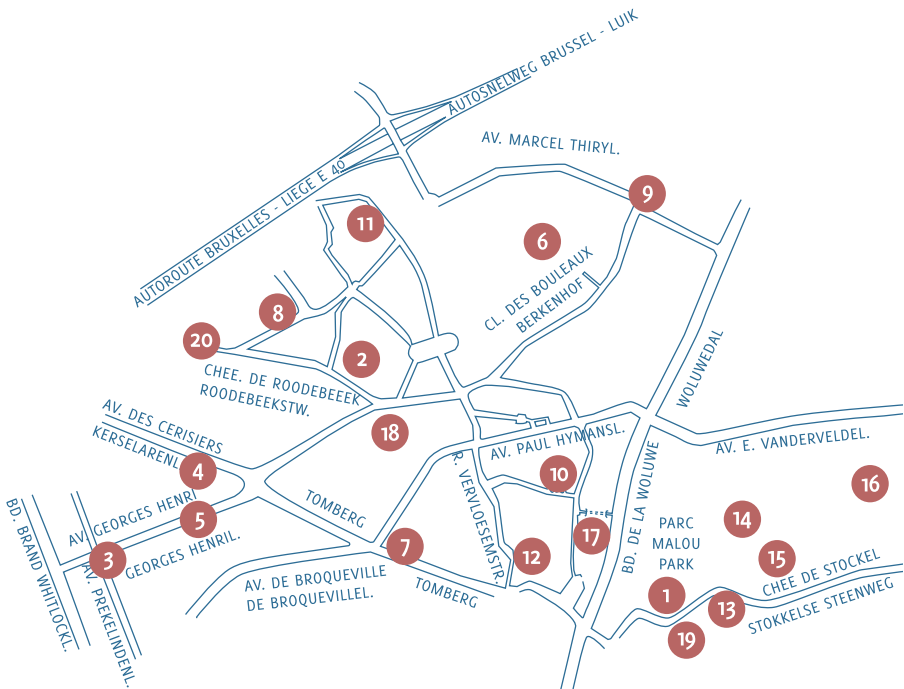 AUTOSNELWEG BRUSSEL - LUIK
AUTOROUTE BRUXELLES - LIEGE E 40
AV. MARCEL THIRYL.
9
11
6
CL. DES BOULEAUX
BERKENHOF
8
20
2
CHEE. DE ROODEBEEEK
ROODEBEEKSTW.
WOLUWEDAL
AV. DES CERISIERS
KERSELARENL
18
AV. PAUL HYMANSL.
AV. E. VANDERVELDEL.
4
10
16
R. VERVLOESEMSTR.
BD. DE LA WOLUWE
TOMBERG
AV. GEORGES HENRI
5
GEORGES HENRIL.
BD. BRAND WHITLOCKL.
3
AV. PREKELINDENL.
7
12
17
PARC
MALOU
PARK
14
15
AV. DE BROQUEVILLE
DE BROQUEVILLEL.
TOMBERG
CHEE DE STOCKEL
STOKKELSE STEENWEG
1
13
19